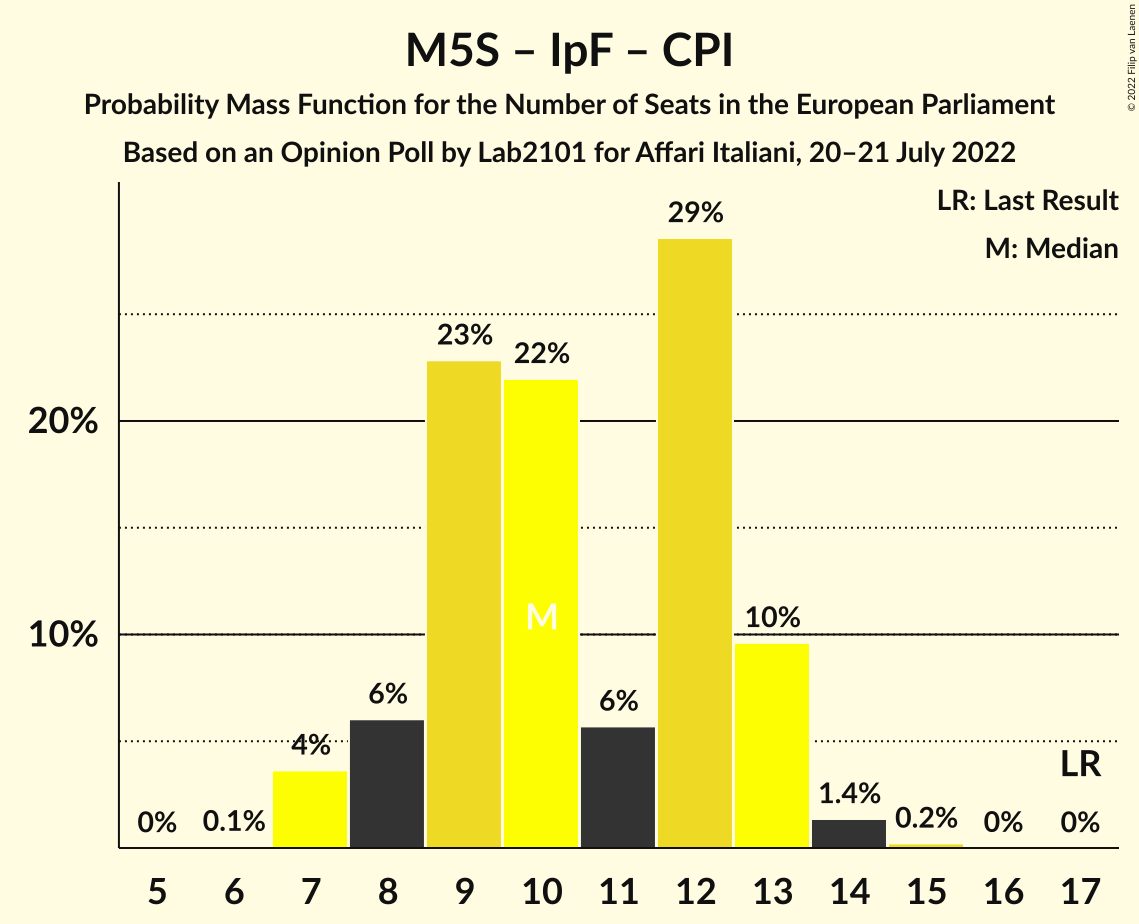 M5S – IpF – CPI
Probability Mass Function for the Number of Seats in the European Parliament
Based on an Opinion Poll by Lab2101 for Affari Italiani, 20–21 July 2022
© 2022 Filip van Laenen
LR: Last Result
M: Median
29%
23%
22%
20%
M
10%
10%
6%
6%
4%
LR
1.4%
0%
0.1%
0.2%
0%
0%
5 6 7 8 9 10 11 12 13 14 15 16 17